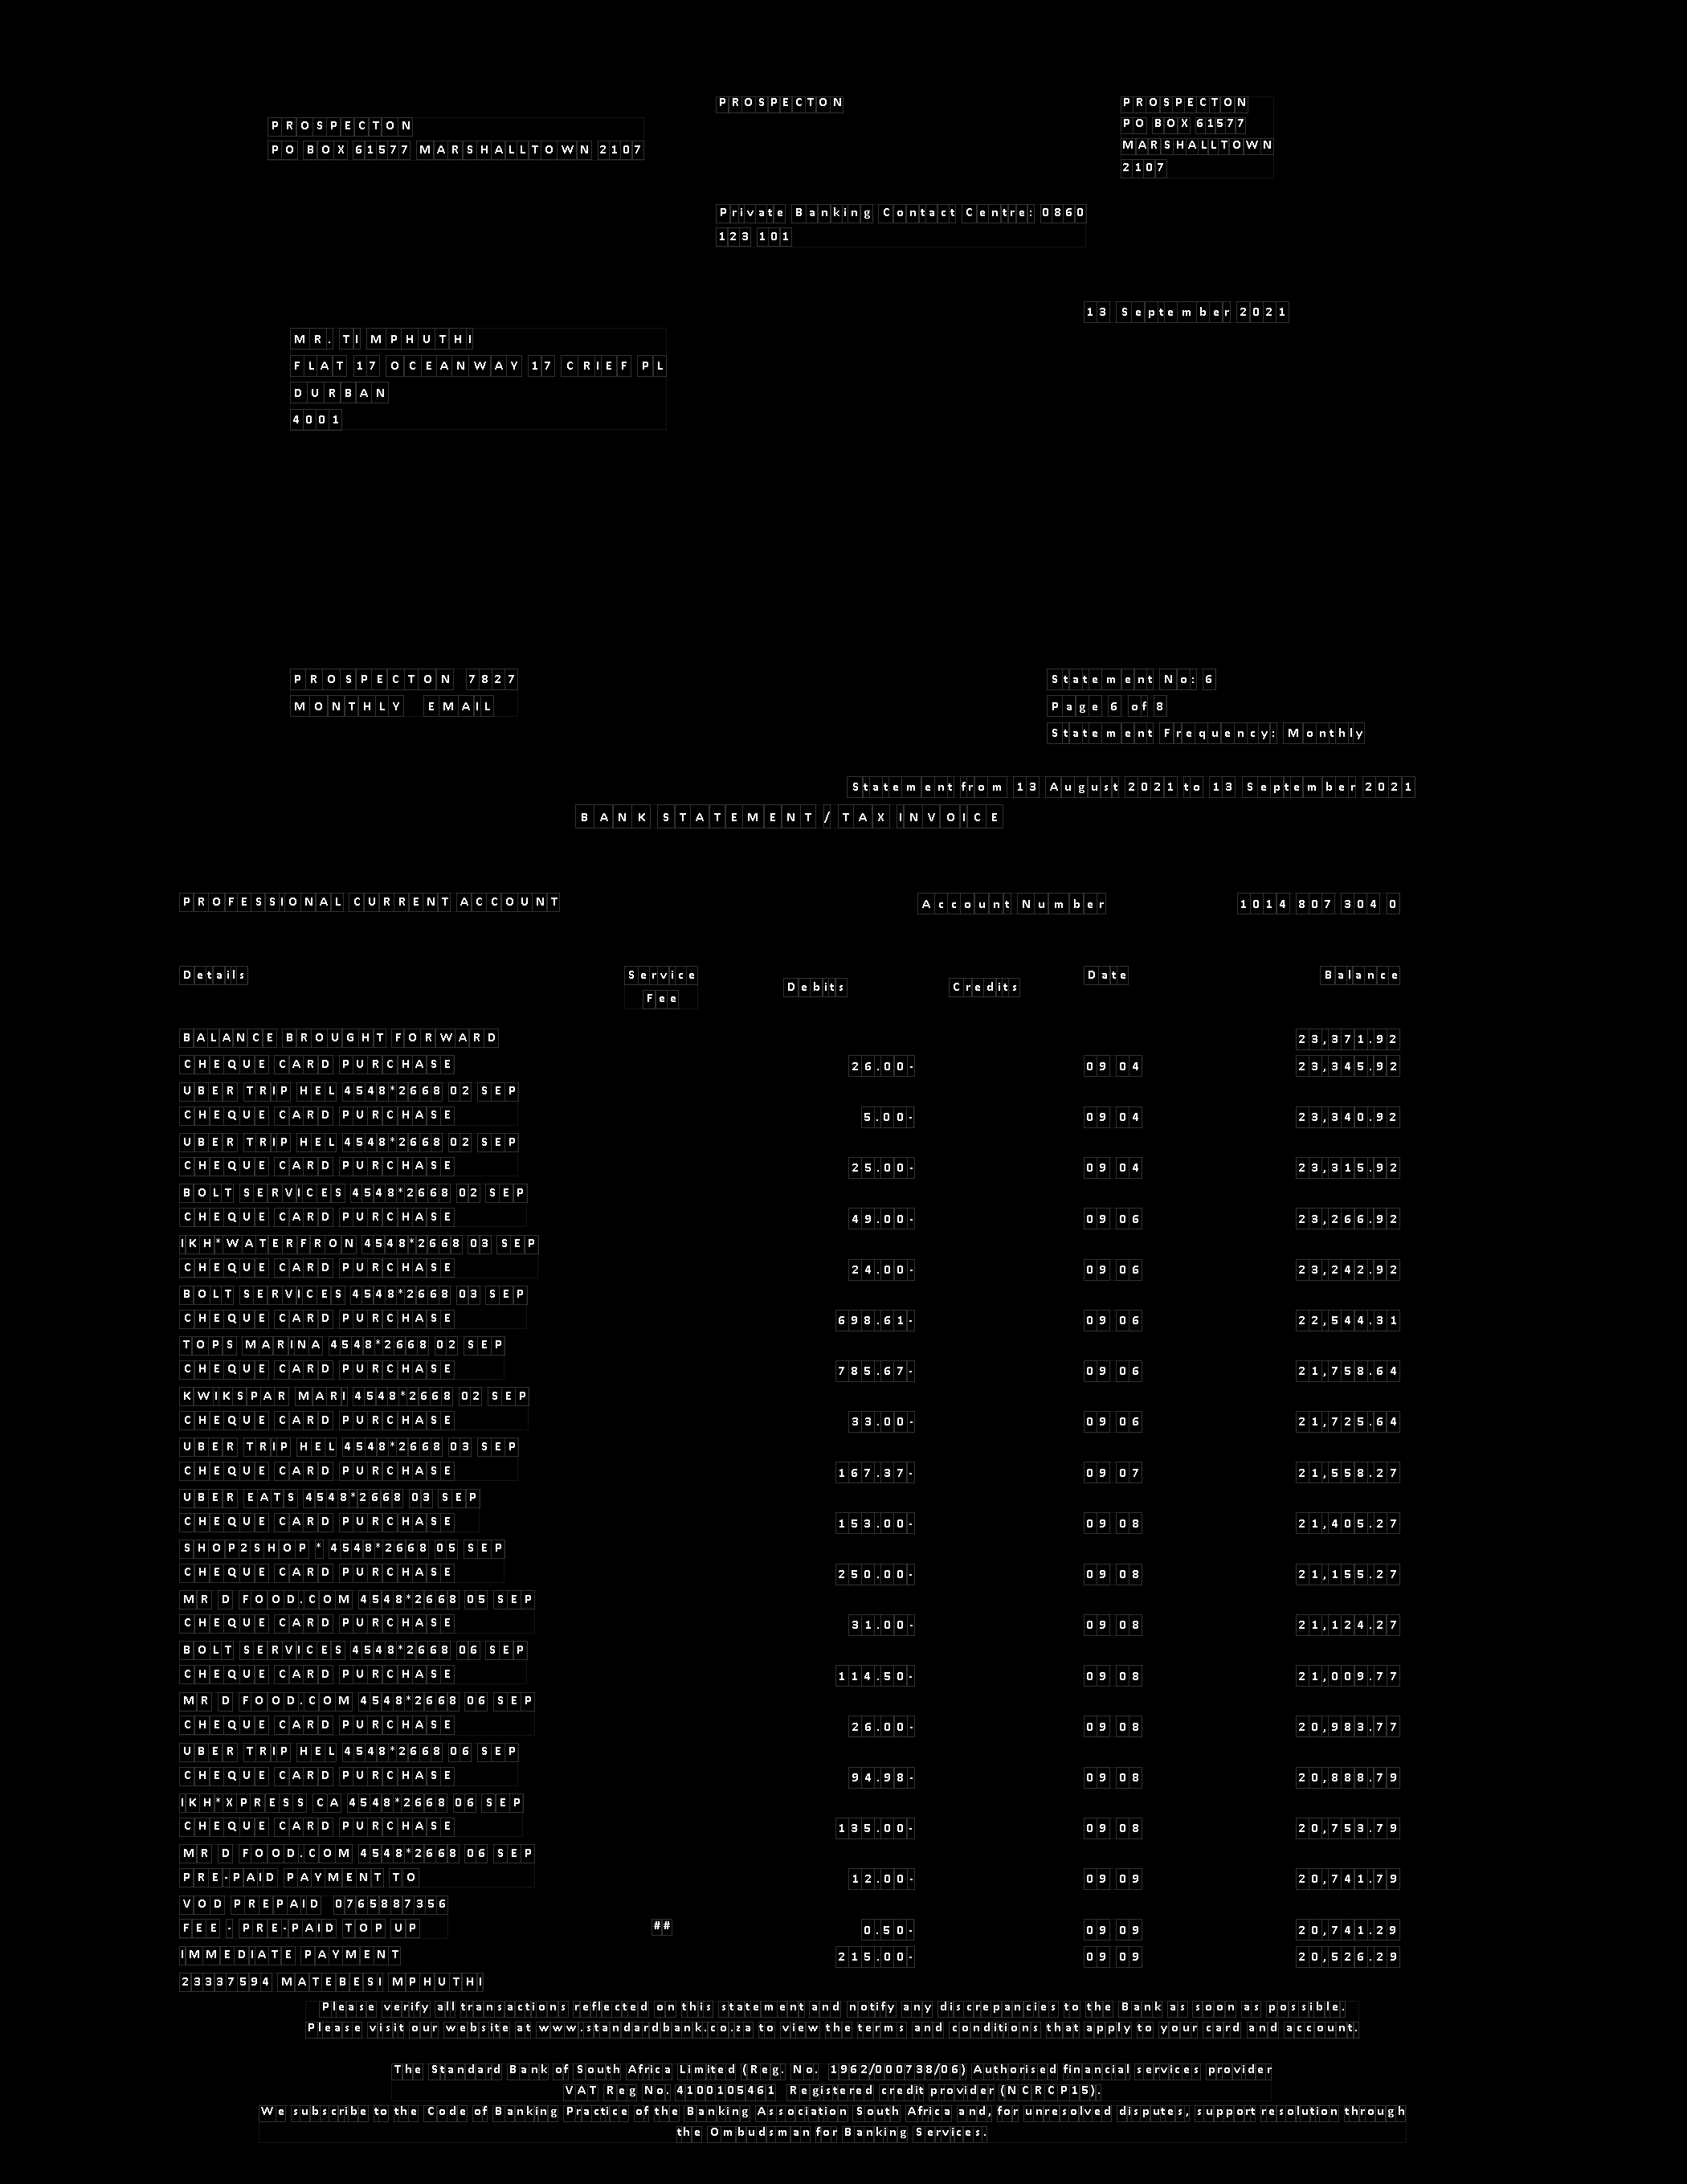 PROSPECTON
PO BOX 61577 MARSHALLTOWN 2107
PROSPECTON
PROSPECTON
PO BOX 61577
MARSHALLTOWN
2107
Private Banking Contact Centre: 0860
123 101
13 September 2021
MR. TI MPHUTHI
FLAT 17 OCEANWAY 17 CRIEF PL
DURBAN
4001
PROSPECTON 7827
MONTHLY EMAIL
Statement No: 6
Page 6 of 8
Statement Frequency: Monthly
Statement from 13 August 2021 to 13 September 2021
BANK STATEMENT / TAX INVOICE
PROFESSIONAL CURRENT ACCOUNT Account Number 1014 807 304 0
Details Service Fee Debits Credits Date Balance
BALANCE BROUGHT FORWARD 23,371.92
CHEQUE CARD PURCHASE 26.00- 09 04 23,345.92
UBER TRIP HEL 4548*2668 02 SEP
CHEQUE CARD PURCHASE 5.00- 09 04 23,340.92
UBER TRIP HEL 4548*2668 02 SEP
CHEQUE CARD PURCHASE 25.00- 09 04 23,315.92
BOLT SERVICES 4548*2668 02 SEP
CHEQUE CARD PURCHASE 49.00- 09 06 23,266.92
IKH*WATERFRON 4548*2668 03 SEP
CHEQUE CARD PURCHASE 24.00- 09 06 23,242.92
BOLT SERVICES 4548*2668 03 SEP
CHEQUE CARD PURCHASE 698.61- 09 06 22,544.31
TOPS MARINA 4548*2668 02 SEP
CHEQUE CARD PURCHASE 785.67- 09 06 21,758.64
KWIKSPAR MARI 4548*2668 02 SEP
CHEQUE CARD PURCHASE 33.00- 09 06 21,725.64
UBER TRIP HEL 4548*2668 03 SEP
CHEQUE CARD PURCHASE 167.37- 09 07 21,558.27
UBER EATS 4548*2668 03 SEP
CHEQUE CARD PURCHASE 153.00- 09 08 21,405.27
SHOP2SHOP * 4548*2668 05 SEP
CHEQUE CARD PURCHASE 250.00- 09 08 21,155.27
MR D FOOD.COM 4548*2668 05 SEP
CHEQUE CARD PURCHASE 31.00- 09 08 21,124.27
BOLT SERVICES 4548*2668 06 SEP
CHEQUE CARD PURCHASE 114.50- 09 08 21,009.77
MR D FOOD.COM 4548*2668 06 SEP
CHEQUE CARD PURCHASE 26.00- 09 08 20,983.77
UBER TRIP HEL 4548*2668 06 SEP
CHEQUE CARD PURCHASE 94.98- 09 08 20,888.79
IKH*XPRESS CA 4548*2668 06 SEP
CHEQUE CARD PURCHASE 135.00- 09 08 20,753.79
MR D FOOD.COM 4548*2668 06 SEP
PRE-PAID PAYMENT TO 12.00- 09 09 20,741.79
VOD PREPAID 0765887356
FEE - PRE-PAID TOP UP ## 0.50- 09 09 20,741.29
IMMEDIATE PAYMENT 215.00- 09 09 20,526.29
23337594 MATEBESI MPHUTHI
Please verify all transactions reflected on this statement and notify any discrepancies to the Bank as soon as possible.
Please visit our website at www.standardbank.co.za to view the terms and conditions that apply to your card and account.
The Standard Bank of South Africa Limited (Reg. No. 1962/000738/06) Authorised financial services provider
VAT Reg No. 4100105461 Registered credit provider (NCRCP15).
We subscribe to the Code of Banking Practice of the Banking Association South Africa and, for unresolved disputes, support resolution through
the Ombudsman for Banking Services.